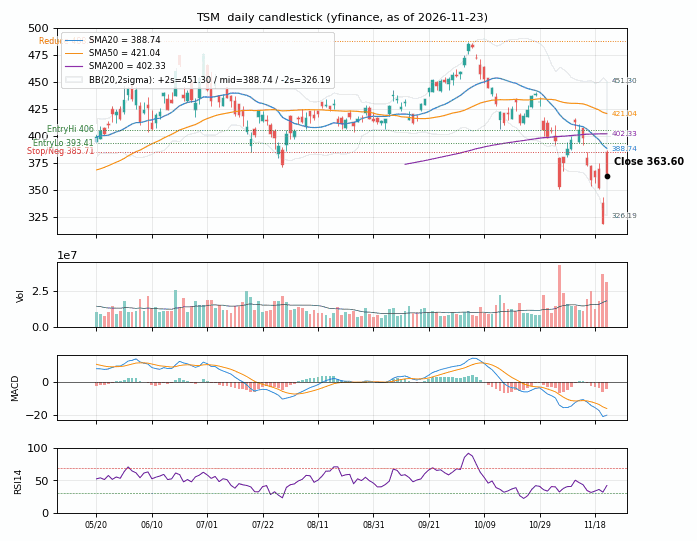 TSM  daily candlestick (yfinance, as of 2026-11-23)
500
475
450
425
400
375
350
325
SMA20 = 388.74
SMA50 = 421.04
SMA200 = 402.33
BB(20,2sigma): +2s=451.30 / mid=388.74 / -2s=326.19
EntryHi 406
EntryLo 393.41
Stop/Neg 385.71
451.30
421.04
402.33
388.74
Close 363.60
326.19
1e7
Vol
2.5
0.0
MACD
0
−20
RSI14
100
50
0
05/20
06/10
07/01
07/22
08/11
08/31
09/21
10/09
10/29
11/18